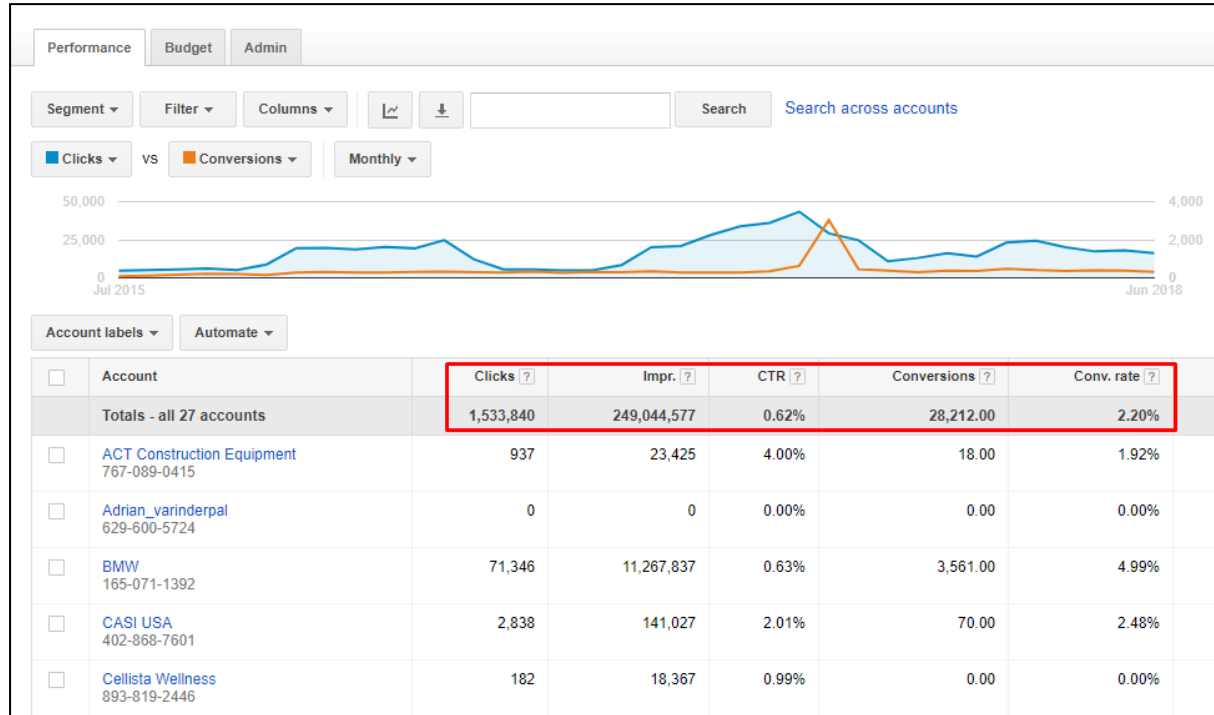 Performance Budget Admin
Segment Filter Columns Search Search across accounts
Clicks vs Conversions Monthly
50,000 4,000
25,000 2,000
0 0
Jul 2015 Jun 2018
Account labels Automate
Account Clicks ? Impr. ? CTR ? Conversions ? Conv. rate ?
Totals - all 27 accounts 1,533,840 249,044,577 0.62% 28,212.00 2.20%
ACT Construction Equipment 937 23,425 4.00% 18.00 1.92%
767-089-0415
Adrian_varinderpal 0 0 0.00% 0.00 0.00%
629-600-5724
BMW 71,346 11,267,837 0.63% 3,561.00 4.99%
165-071-1392
CASI USA 2,838 141,027 2.01% 70.00 2.48%
402-868-7601
Cellista Wellness 182 18,367 0.99% 0.00 0.00%
893-819-2446